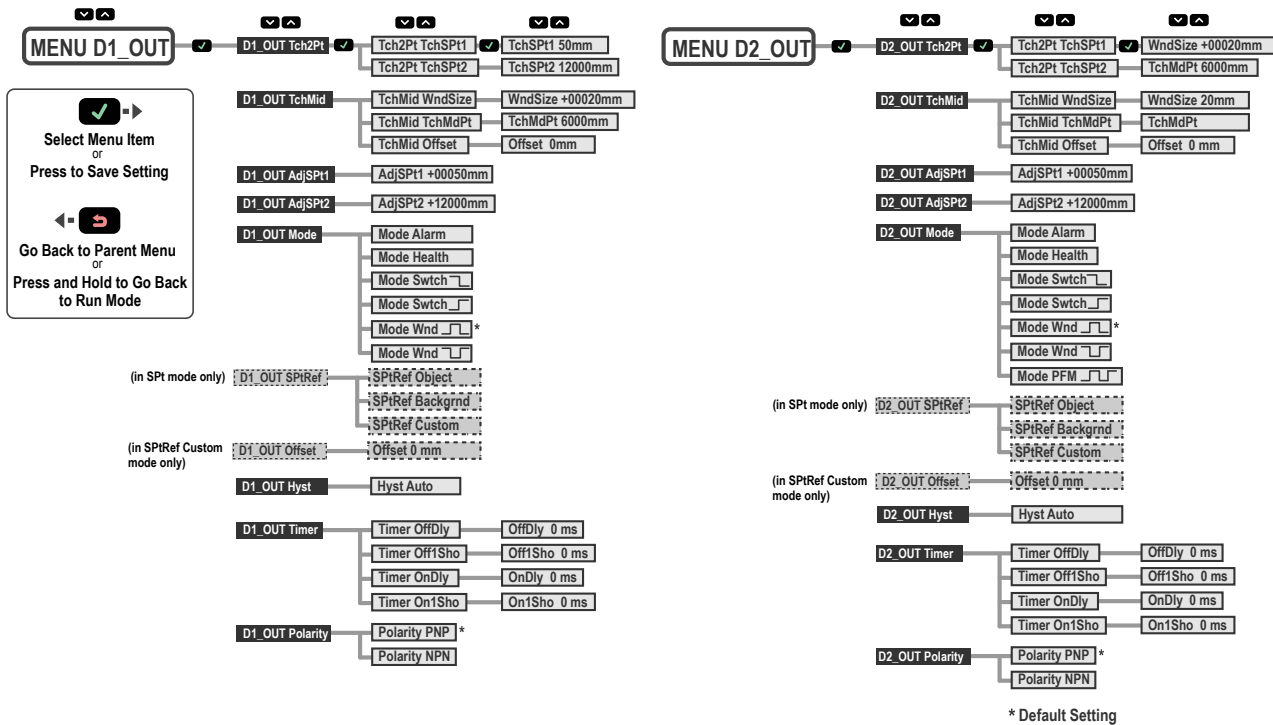 MENU D1_OUT
D1_OUT Tch2Pt
Tch2Pt TchSPt1
TchSPt1 50mm
Tch2Pt TchSPt2
TchSPt2 12000mm
Select Menu Item
or
Press to Save Setting
Go Back to Parent Menu
or
Press and Hold to Go Back
to Run Mode
D1_OUT TchMid
TchMid WndSize
WndSize +00020mm
TchMid TchMdPt
TchMdPt 6000mm
TchMid Offset
Offset 0mm
D1_OUT AdjSPt1
AdjSPt1 +00050mm
D1_OUT AdjSPt2
AdjSPt2 +12000mm
D1_OUT Mode
Mode Alarm
Mode Health
Mode Swtch
Mode Swtch
Mode Wnd *
Mode Wnd
(in SPt mode only)
D1_OUT SPtRef
SPtRef Object
SPtRef Backgrnd
SPtRef Custom
(in SPtRef Custom
mode only)
D1_OUT Offset
Offset 0 mm
D1_OUT Hyst
Hyst Auto
D1_OUT Timer
Timer OffDly
OffDly 0 ms
Timer Off1Sho
Off1Sho 0 ms
Timer OnDly
OnDly 0 ms
Timer On1Sho
On1Sho 0 ms
D1_OUT Polarity
Polarity PNP *
Polarity NPN
MENU D2_OUT
D2_OUT Tch2Pt
Tch2Pt TchSPt1
WndSize +00020mm
Tch2Pt TchSPt2
TchMdPt 6000mm
D2_OUT TchMid
TchMid WndSize
WndSize 20mm
TchMid TchMdPt
TchMdPt
TchMid Offset
Offset 0 mm
D2_OUT AdjSPt1
AdjSPt1 +00050mm
D2_OUT AdjSPt2
AdjSPt2 +12000mm
D2_OUT Mode
Mode Alarm
Mode Health
Mode Swtch
Mode Swtch
Mode Wnd *
Mode Wnd
Mode PFM
(in SPt mode only)
D2_OUT SPtRef
SPtRef Object
SPtRef Backgrnd
SPtRef Custom
(in SPtRef Custom
mode only)
D2_OUT Offset
Offset 0 mm
D2_OUT Hyst
Hyst Auto
D2_OUT Timer
Timer OffDly
OffDly 0 ms
Timer Off1Sho
Off1Sho 0 ms
Timer OnDly
OnDly 0 ms
Timer On1Sho
On1Sho 0 ms
D2_OUT Polarity
Polarity PNP *
Polarity NPN
* Default Setting